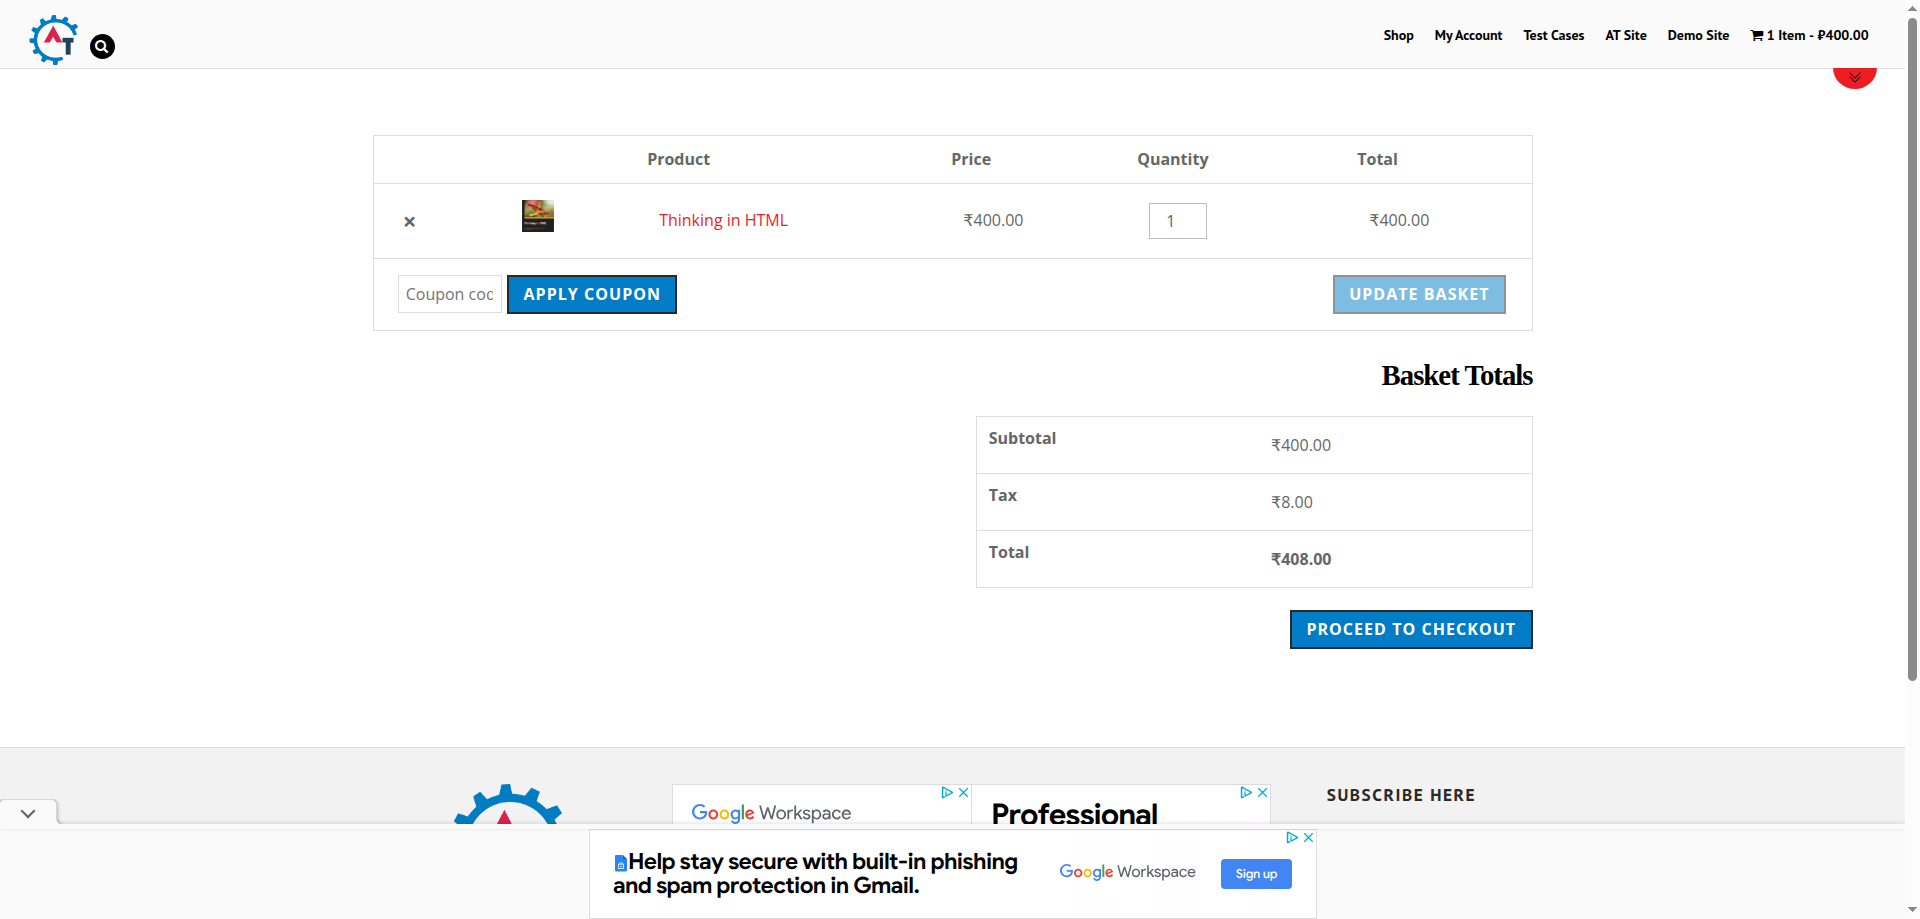 AT
Shop My Account Test Cases AT Site Demo Site 1 Item - ₽400.00
Product Price Quantity Total
× Thinking in HTML ₹400.00 1 ₹400.00
Coupon cod APPLY COUPON UPDATE BASKET
Basket Totals
Subtotal ₹400.00
Tax ₹8.00
Total ₹408.00
PROCEED TO CHECKOUT
Google Workspace
Professional
SUBSCRIBE HERE
Help stay secure with built-in phishing
and spam protection in Gmail.
Google Workspace
Sign up